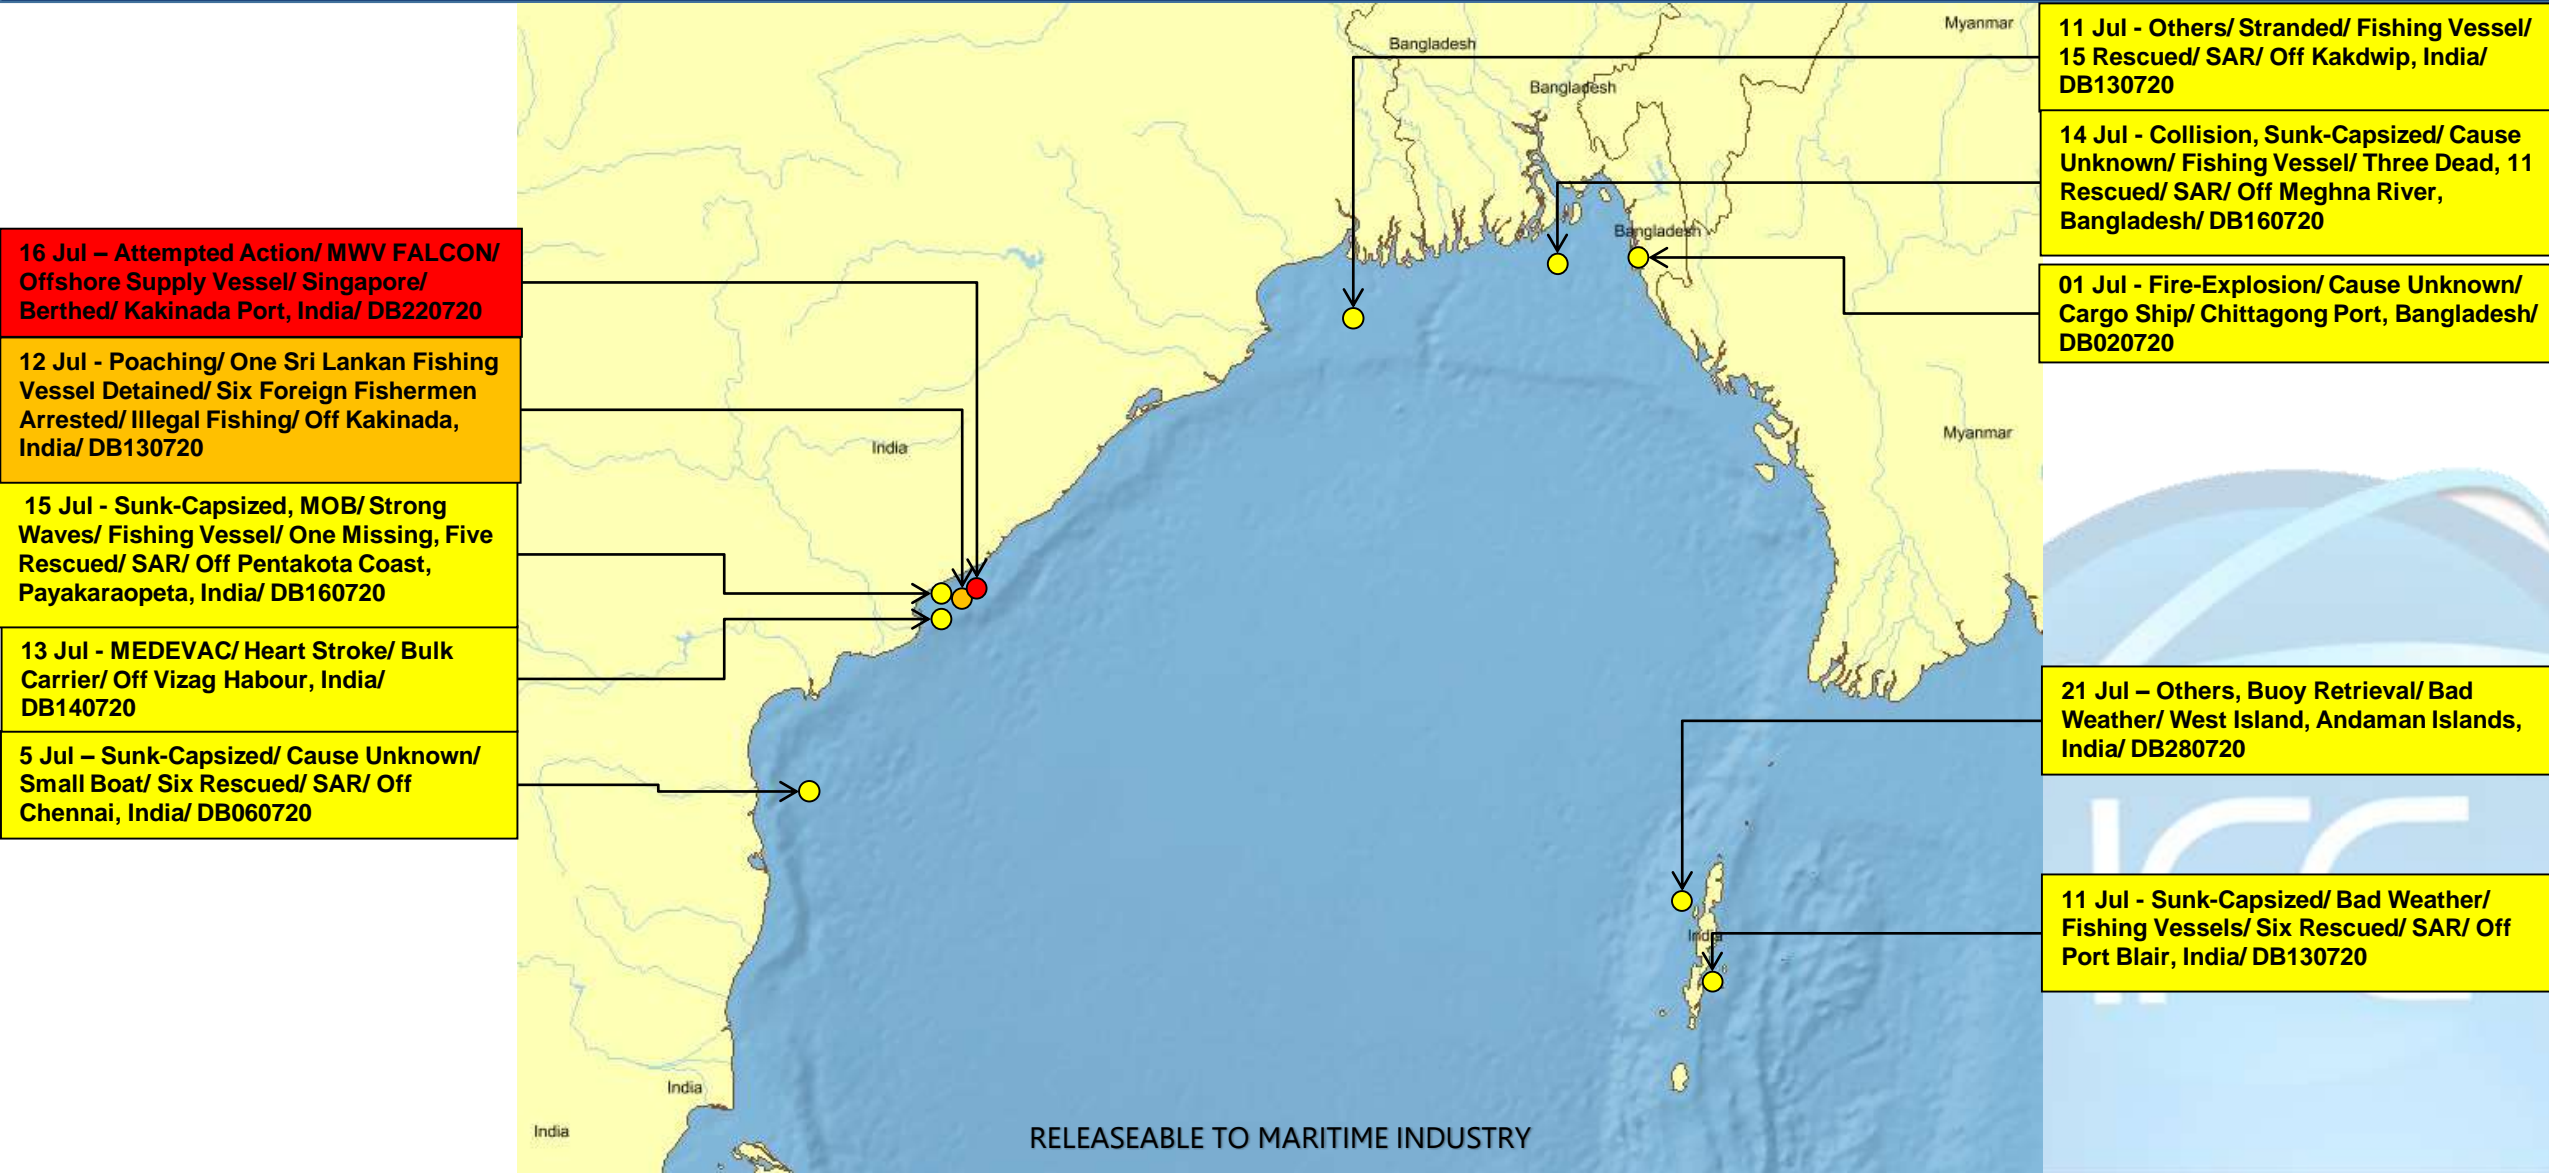 16 Jul – Attempted Action/ MWV FALCON/
Offshore Supply Vessel/ Singapore/
Berthed/ Kakinada Port, India/ DB220720
12 Jul - Poaching/ One Sri Lankan Fishing
Vessel Detained/ Six Foreign Fishermen
Arrested/ Illegal Fishing/ Off Kakinada,
India/ DB130720
15 Jul - Sunk-Capsized, MOB/ Strong
Waves/ Fishing Vessel/ One Missing, Five
Rescued/ SAR/ Off Pentakota Coast,
Payakaraopeta, India/ DB160720
13 Jul - MEDEVAC/ Heart Stroke/ Bulk
Carrier/ Off Vizag Habour, India/
DB140720
5 Jul – Sunk-Capsized/ Cause Unknown/
Small Boat/ Six Rescued/ SAR/ Off
Chennai, India/ DB060720
Bangladesh
Myanmar
Bangladesh
Bangladesh
India
Myanmar
India
India
India
RELEASEABLE TO MARITIME INDUSTRY
11 Jul - Others/ Stranded/ Fishing Vessel/
15 Rescued/ SAR/ Off Kakdwip, India/
DB130720
14 Jul - Collision, Sunk-Capsized/ Cause
Unknown/ Fishing Vessel/ Three Dead, 11
Rescued/ SAR/ Off Meghna River,
Bangladesh/ DB160720
01 Jul - Fire-Explosion/ Cause Unknown/
Cargo Ship/ Chittagong Port, Bangladesh/
DB020720
21 Jul – Others, Buoy Retrieval/ Bad
Weather/ West Island, Andaman Islands,
India/ DB280720
11 Jul - Sunk-Capsized/ Bad Weather/
Fishing Vessels/ Six Rescued/ SAR/ Off
Port Blair, India/ DB130720
IFC